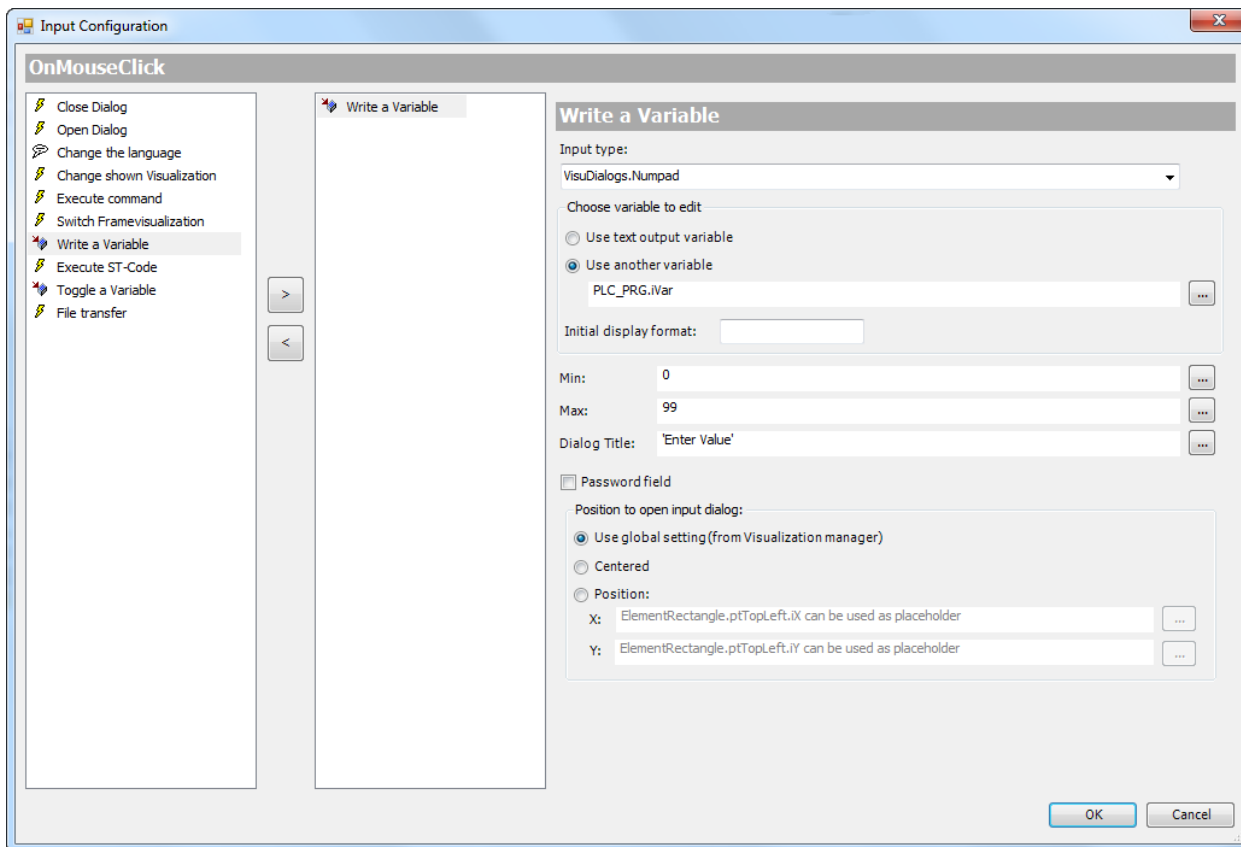 Input Configuration
X
OnMouseClick
Close Dialog
Open Dialog
Change the language
Change shown Visualization
Execute command
Switch Framevisualization
Write a Variable
Execute ST-Code
Toggle a Variable
File transfer
>
<
Write a Variable
Write a Variable
Input type:
VisuDialogs.Numpad
Choose variable to edit
Use text output variable
Use another variable
PLC_PRG.iVar
...
Initial display format:
Min: 0 ...
Max: 99 ...
Dialog Title: 'Enter Value' ...
Password field
Position to open input dialog:
Use global setting(from Visualization manager)
Centered
Position:
X: ElementRectangle.ptTopLeft.iX can be used as placeholder ...
Y: ElementRectangle.ptTopLeft.iY can be used as placeholder ...
OK Cancel